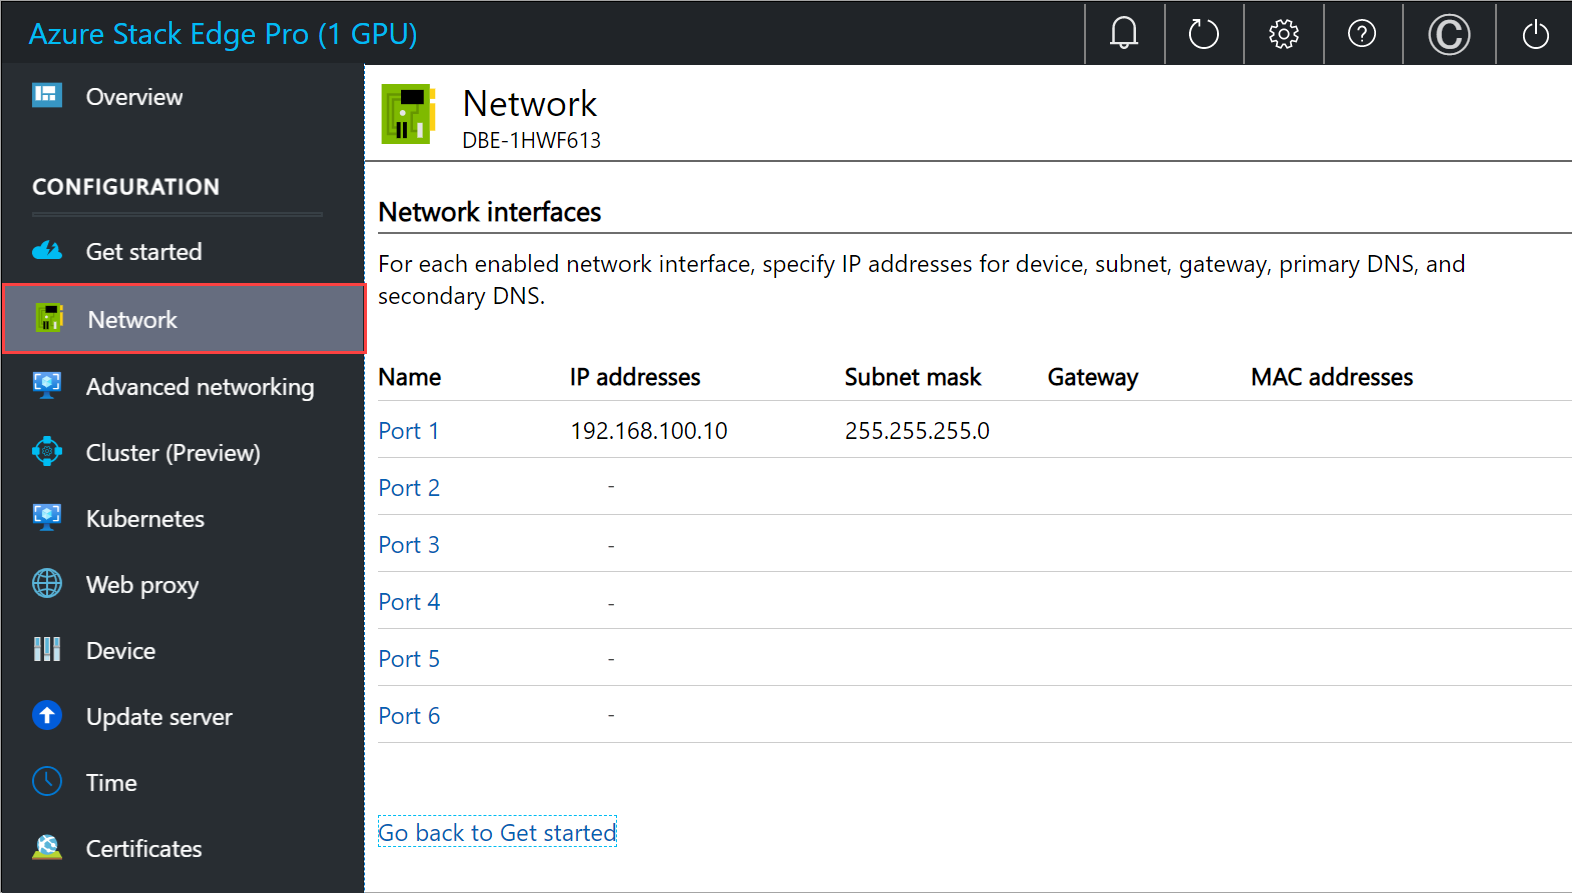 Azure Stack Edge Pro (1 GPU)
?
C
Overview
CONFIGURATION
Get started
Network
Advanced networking
Cluster (Preview)
Kubernetes
Web proxy
Device
Update server
Time
Certificates
Network
DBE-1HWF613
Network interfaces
For each enabled network interface, specify IP addresses for device, subnet, gateway, primary DNS, and
secondary DNS.
Name IP addresses Subnet mask Gateway MAC addresses
Port 1 192.168.100.10 255.255.255.0
Port 2 -
Port 3 -
Port 4 -
Port 5 -
Port 6 -
Go back to Get started